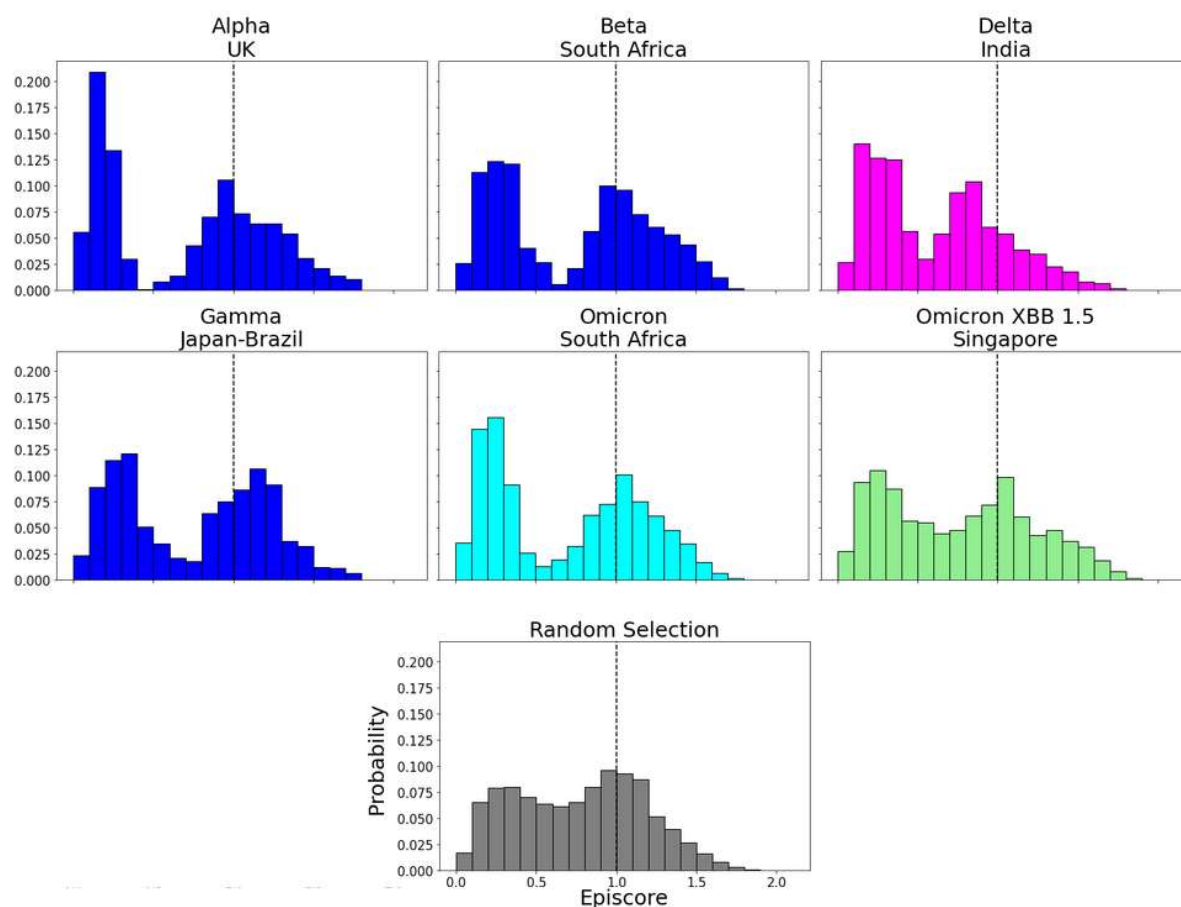 Alpha
UK
Beta
South Africa
Delta
India
0.200
0.175
0.150
0.125
0.100
0.075
0.050
0.025
0.000
Gamma
Japan-Brazil
Omicron
South Africa
Omicron XBB 1.5
Singapore
0.200
0.175
0.150
0.125
0.100
0.075
0.050
0.025
0.000
Random Selection
Probability
0.200
0.175
0.150
0.125
0.100
0.075
0.050
0.025
0.000
0.0 0.5 1.0 1.5 2.0
Episcore